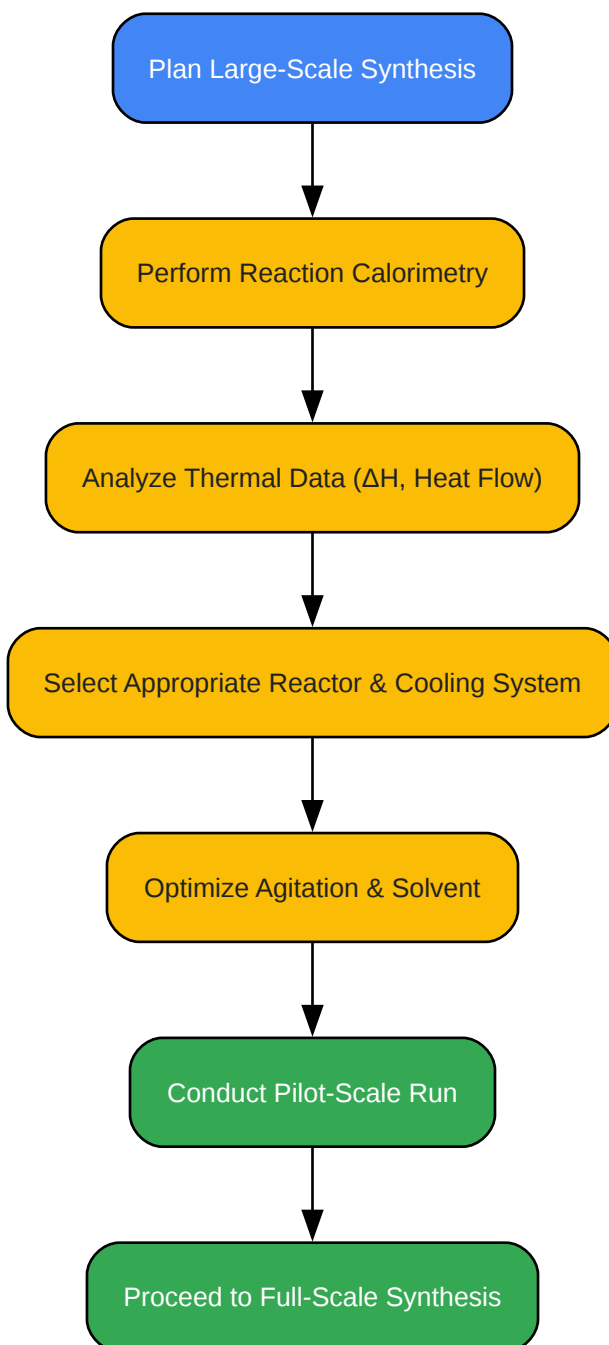 Plan Large-Scale Synthesis
Perform Reaction Calorimetry
Analyze Thermal Data (ΔH, Heat Flow)
Select Appropriate Reactor & Cooling System
Optimize Agitation & Solvent
Conduct Pilot-Scale Run
Proceed to Full-Scale Synthesis